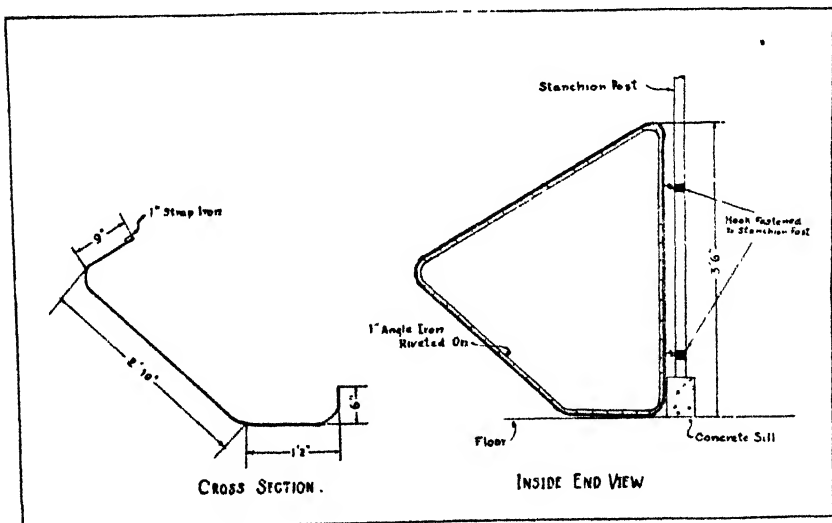 Stanchion Post
1" Strap Iron
9"
Hook Fastened
to Stanchion Post
3'6"
1" Angle Iron
Riveted On
2'10"
6"
1'2"
Floor
Concrete Sill
CROSS SECTION.
INSIDE END VIEW